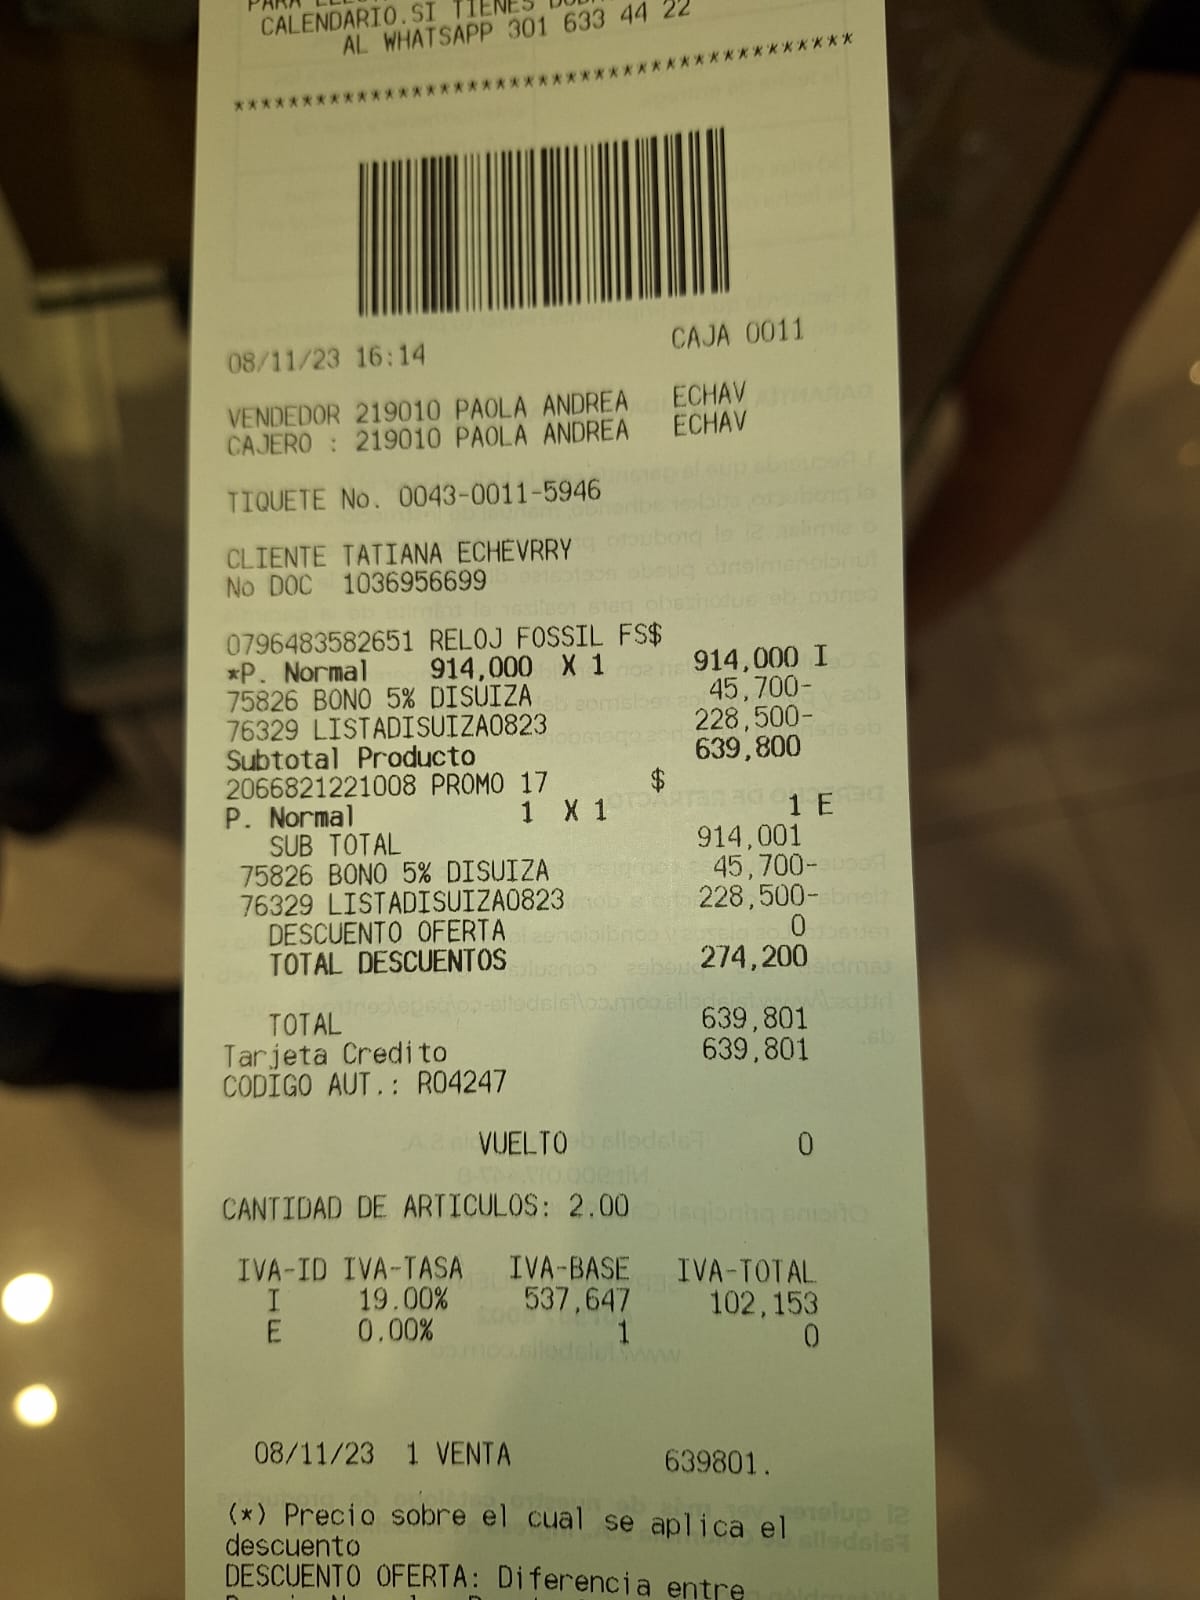 CALENDARIO.SI TIENES
AL WHATSAPP 301 633 44 22
*********************************************
08/11/23 16:14 CAJA 0011
VENDEDOR 219010 PAOLA ANDREA ECHAV
CAJERO : 219010 PAOLA ANDREA ECHAV
TIQUETE No. 0043-0011-5946
CLIENTE TATIANA ECHEVRRY
No DOC 1036956699
0796483582651 RELOJ FOSSIL FS$
*P. Normal 914,000 X 1 914,000 I
75826 BONO 5% DISUIZA 45,700-
76329 LISTADISUIZA0823 228,500-
Subtotal Producto 639,800
2066821221008 PROMO 17 $
P. Normal 1 X 1 1 E
SUB TOTAL 914,001
75826 BONO 5% DISUIZA 45,700-
76329 LISTADISUIZA0823 228,500-
DESCUENTO OFERTA 0
TOTAL DESCUENTOS 274,200
TOTAL 639,801
Tarjeta Credito 639,801
CODIGO AUT.: R04247
VUELTO 0
CANTIDAD DE ARTICULOS: 2.00
IVA-ID IVA-TASA IVA-BASE IVA-TOTAL
I 19.00% 537,647 102,153
E 0.00% 1 0
08/11/23 1 VENTA 639801.
(*) Precio sobre el cual se aplica el
descuento
DESCUENTO OFERTA: Diferencia entre